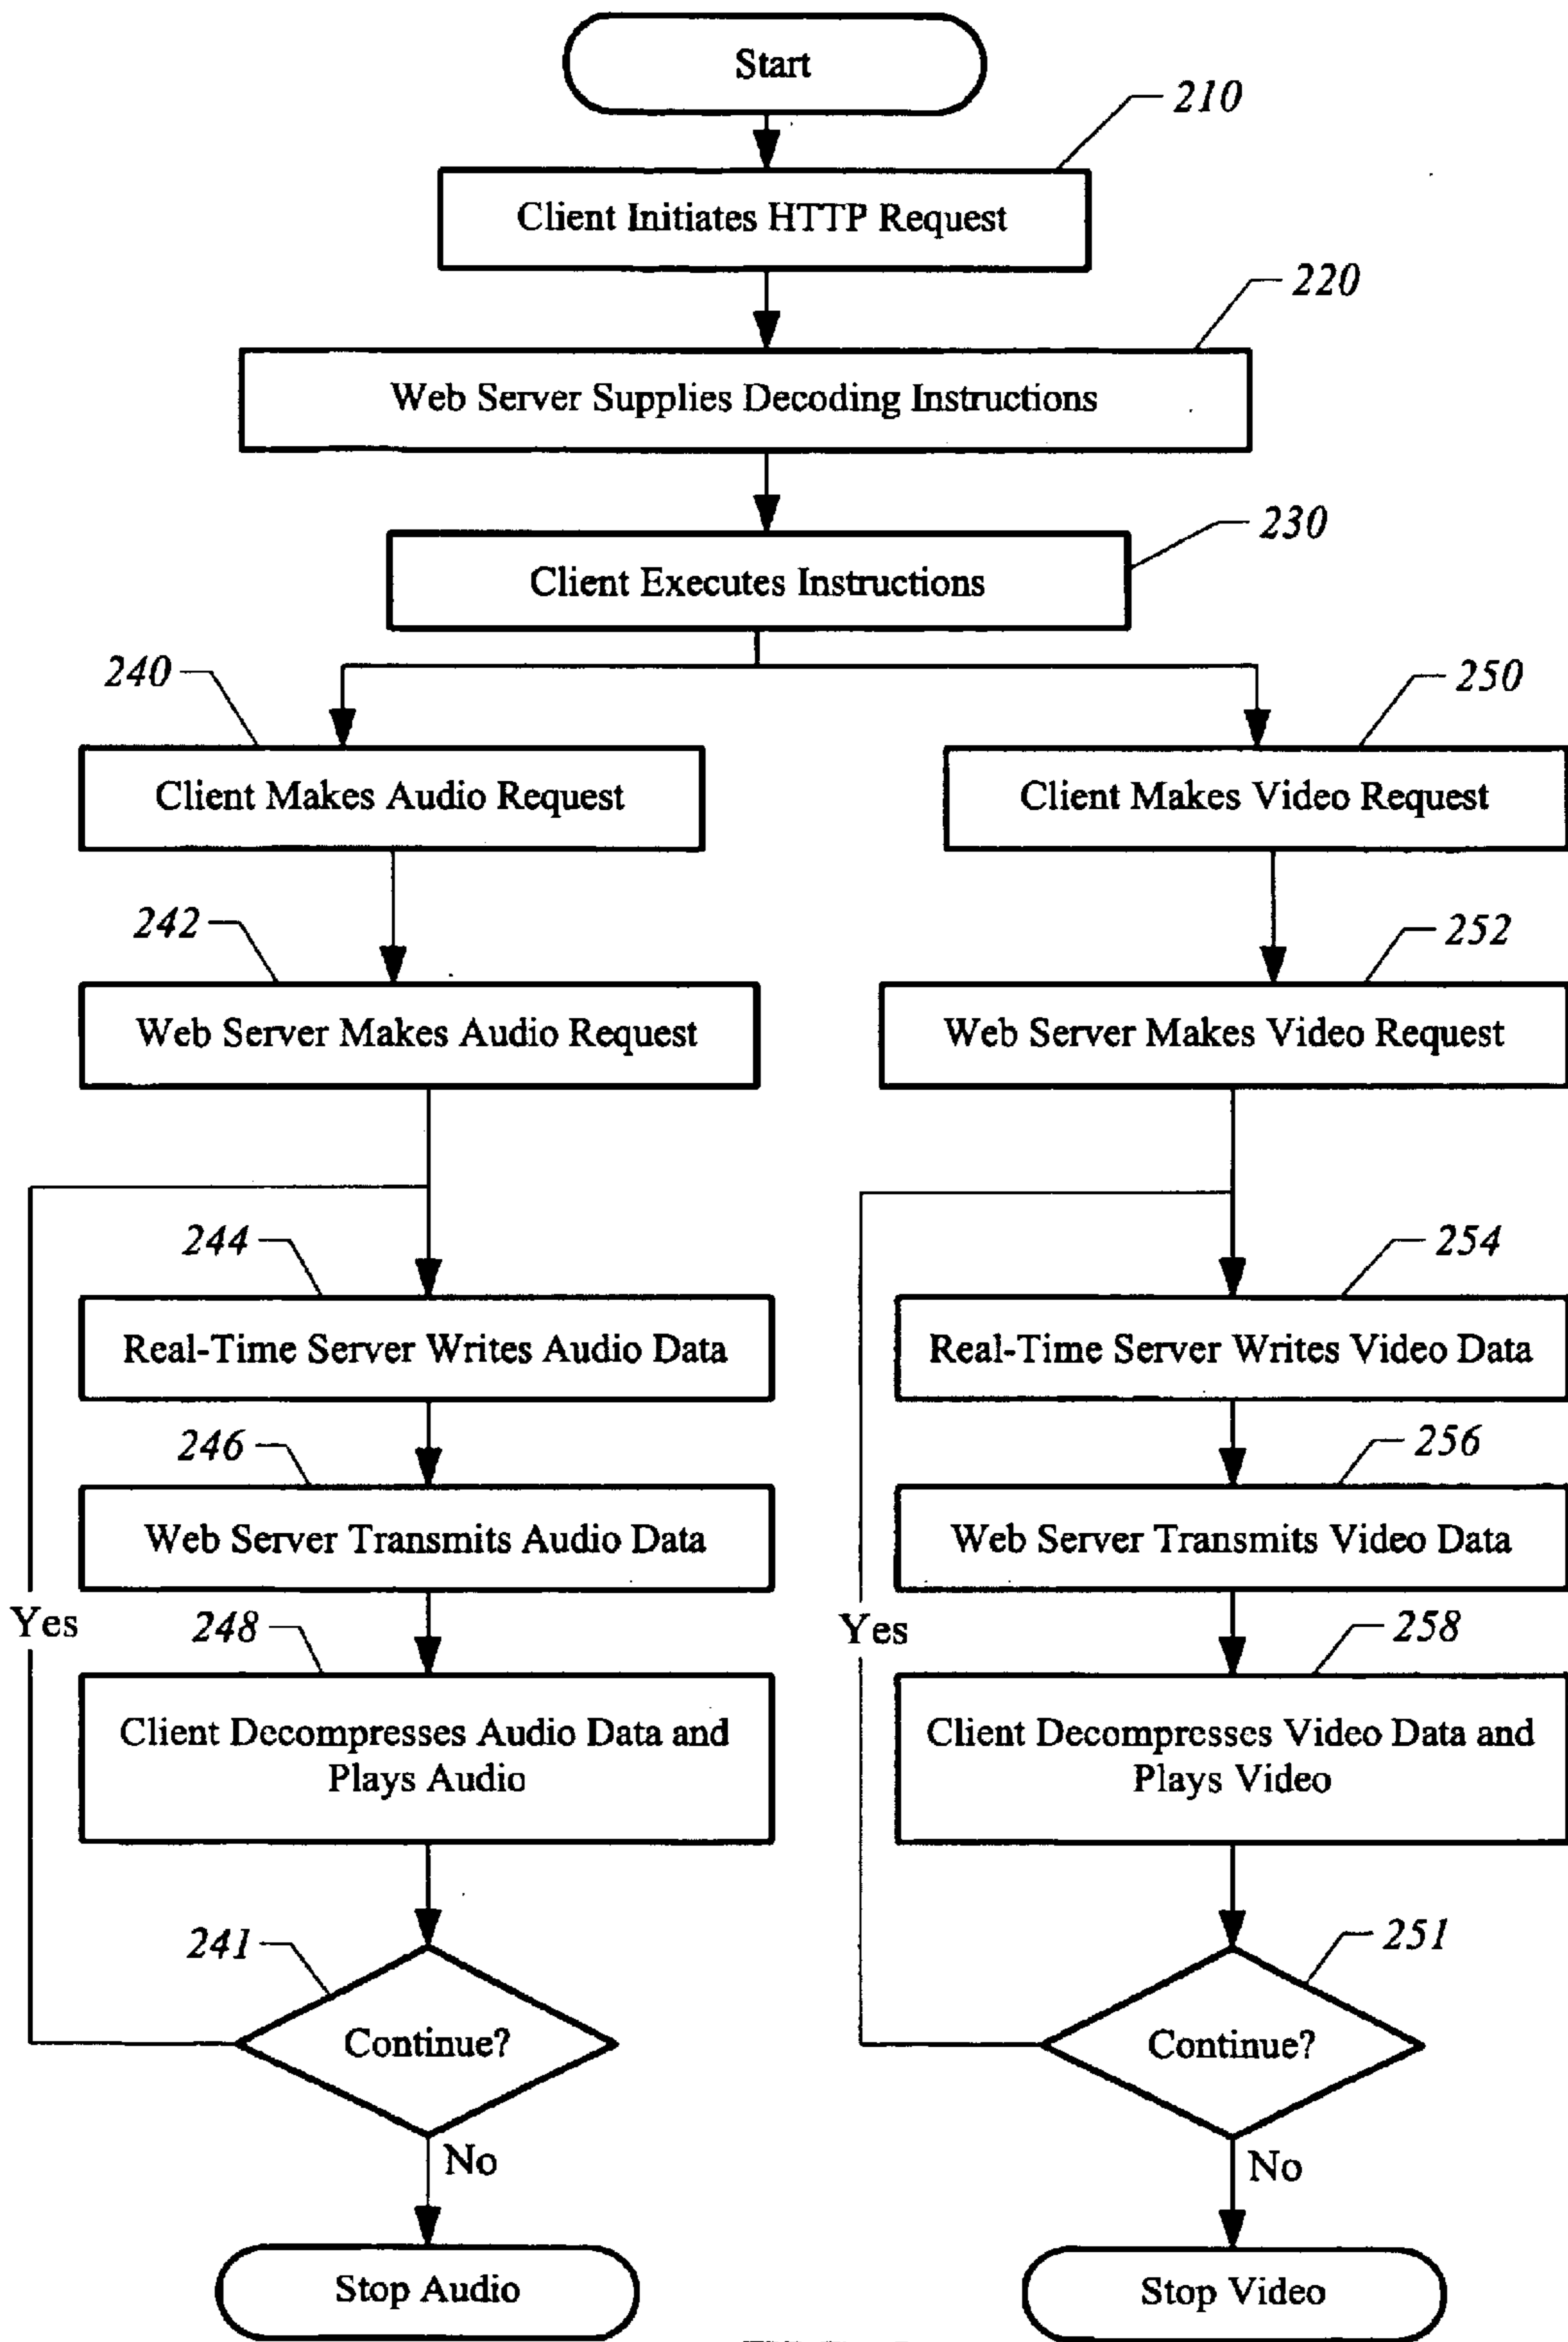 Start
210
Client Initiates HTTP Request
220
Web Server Supplies Decoding Instructions
230
Client Executes Instructions
240
250
Client Makes Audio Request
Client Makes Video Request
242
252
Web Server Makes Audio Request
Web Server Makes Video Request
244
254
Real-Time Server Writes Audio Data
Real-Time Server Writes Video Data
246
256
Web Server Transmits Audio Data
Web Server Transmits Video Data
Yes
248
Yes
258
Client Decompresses Audio Data and
Plays Audio
Client Decompresses Video Data and
Plays Video
241
251
Continue?
Continue?
No
No
Stop Audio
Stop Video